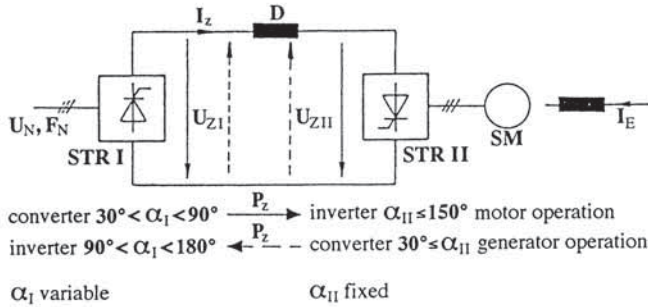 D
I_z
U_N, F_N
STR I
U_ZI
U_ZII
STR II
SM
I_E
P_z
converter 30° < α_I < 90° → inverter α_II ≤ 150° motor operation
P_z
inverter 90° < α_I < 180° ← converter 30° ≤ α_II generator operation
α_I variable α_II fixed